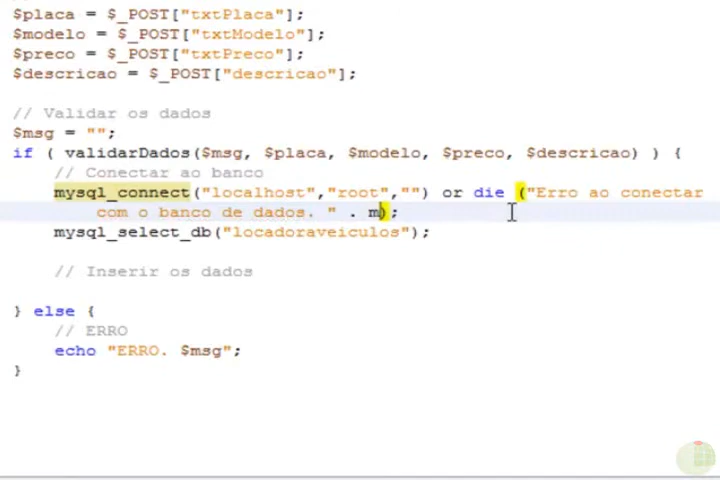 $placa = $_POST["txtPlaca"];
$modelo = $_POST["txtModelo"];
$preco = $_POST["txtPreco"];
$descricao = $_POST["descricao"];
// Validar os dados
$msg = "";
if ( validarDados($msg, $placa, $modelo, $preco, $descricao) ) {
// Conectar ao banco
mysql_connect("localhost","root","") or die ("Erro ao conectar
com o banco de dados. " . m);
mysql_select_db("locadoraveiculos");
// Inserir os dados
} else {
// ERRO
echo "ERRO. $msg";
}